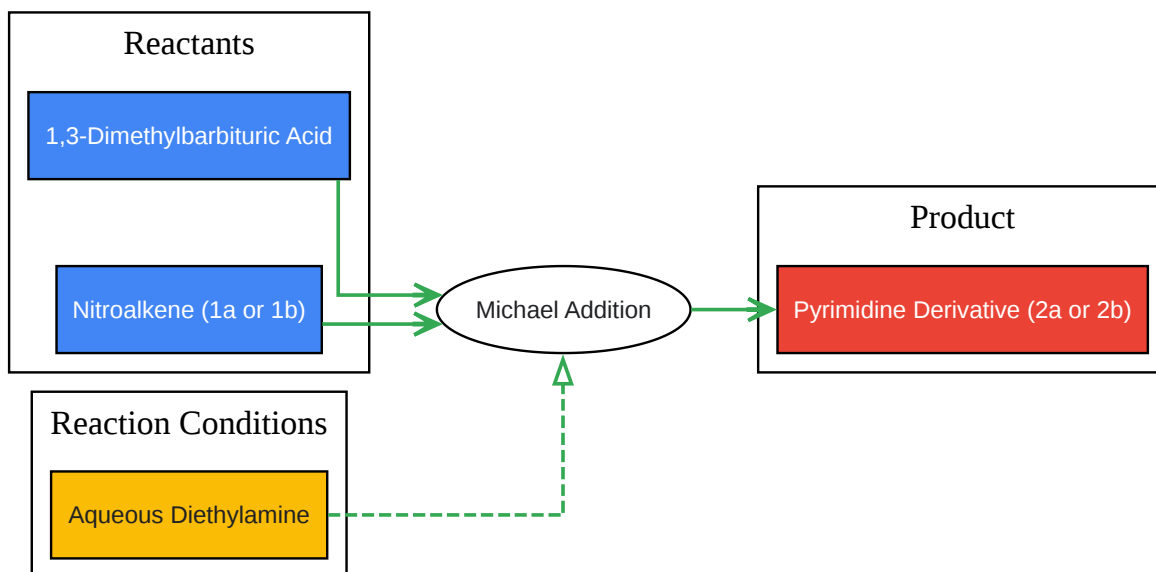 Reactants
1,3-Dimethylbarbituric Acid
Nitroalkene (1a or 1b)
Michael Addition
Product
Pyrimidine Derivative (2a or 2b)
Reaction Conditions
Aqueous Diethylamine